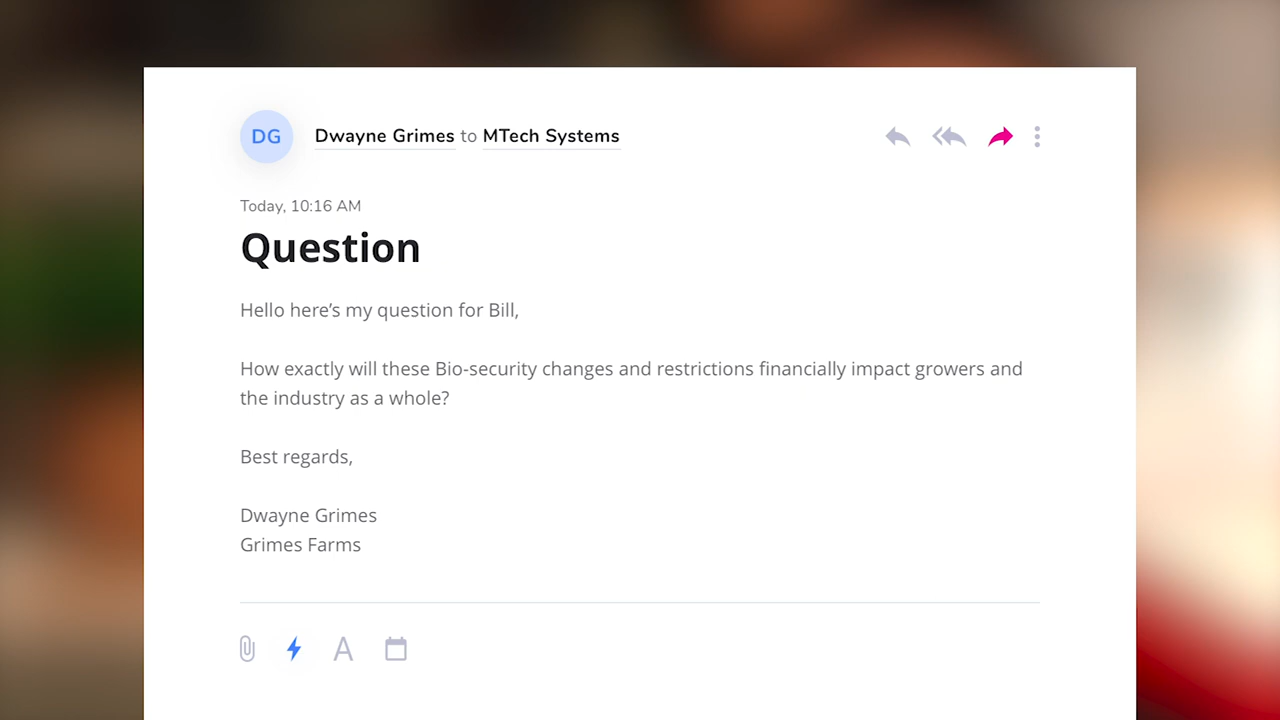 DG
Dwayne Grimes to MTech Systems
Today, 10:16 AM
Question
Hello here’s my question for Bill,
How exactly will these Bio-security changes and restrictions financially impact growers and
the industry as a whole?
Best regards,
Dwayne Grimes
Grimes Farms
A